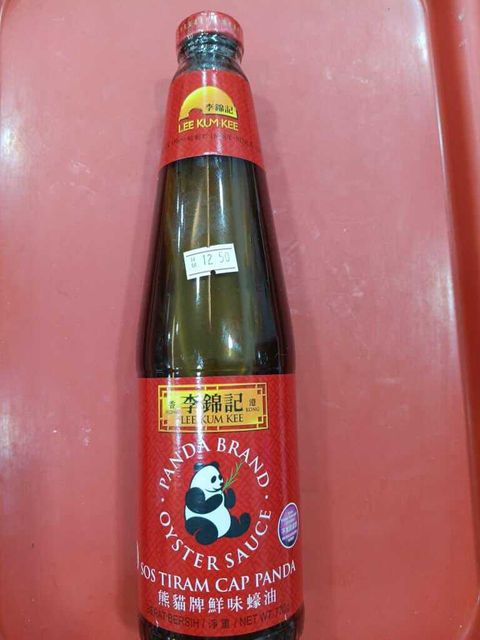 李錦記
LEE KUM KEE
12 50
香 李錦記 港
HONG KONG
LEE KUM KEE
· PANDA BRAND ·
OYSTER SAUCE
SOS TIRAM CAP PANDA
熊貓牌鮮味蠔油
BERAT BERSIH / 淨重 / NET WT.